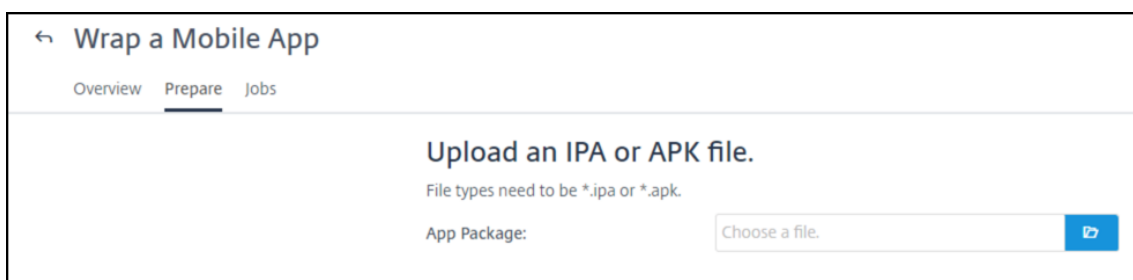 Wrap a Mobile App
Overview Prepare Jobs
Upload an IPA or APK file.
File types need to be *.ipa or *.apk.
App Package: Choose a file.